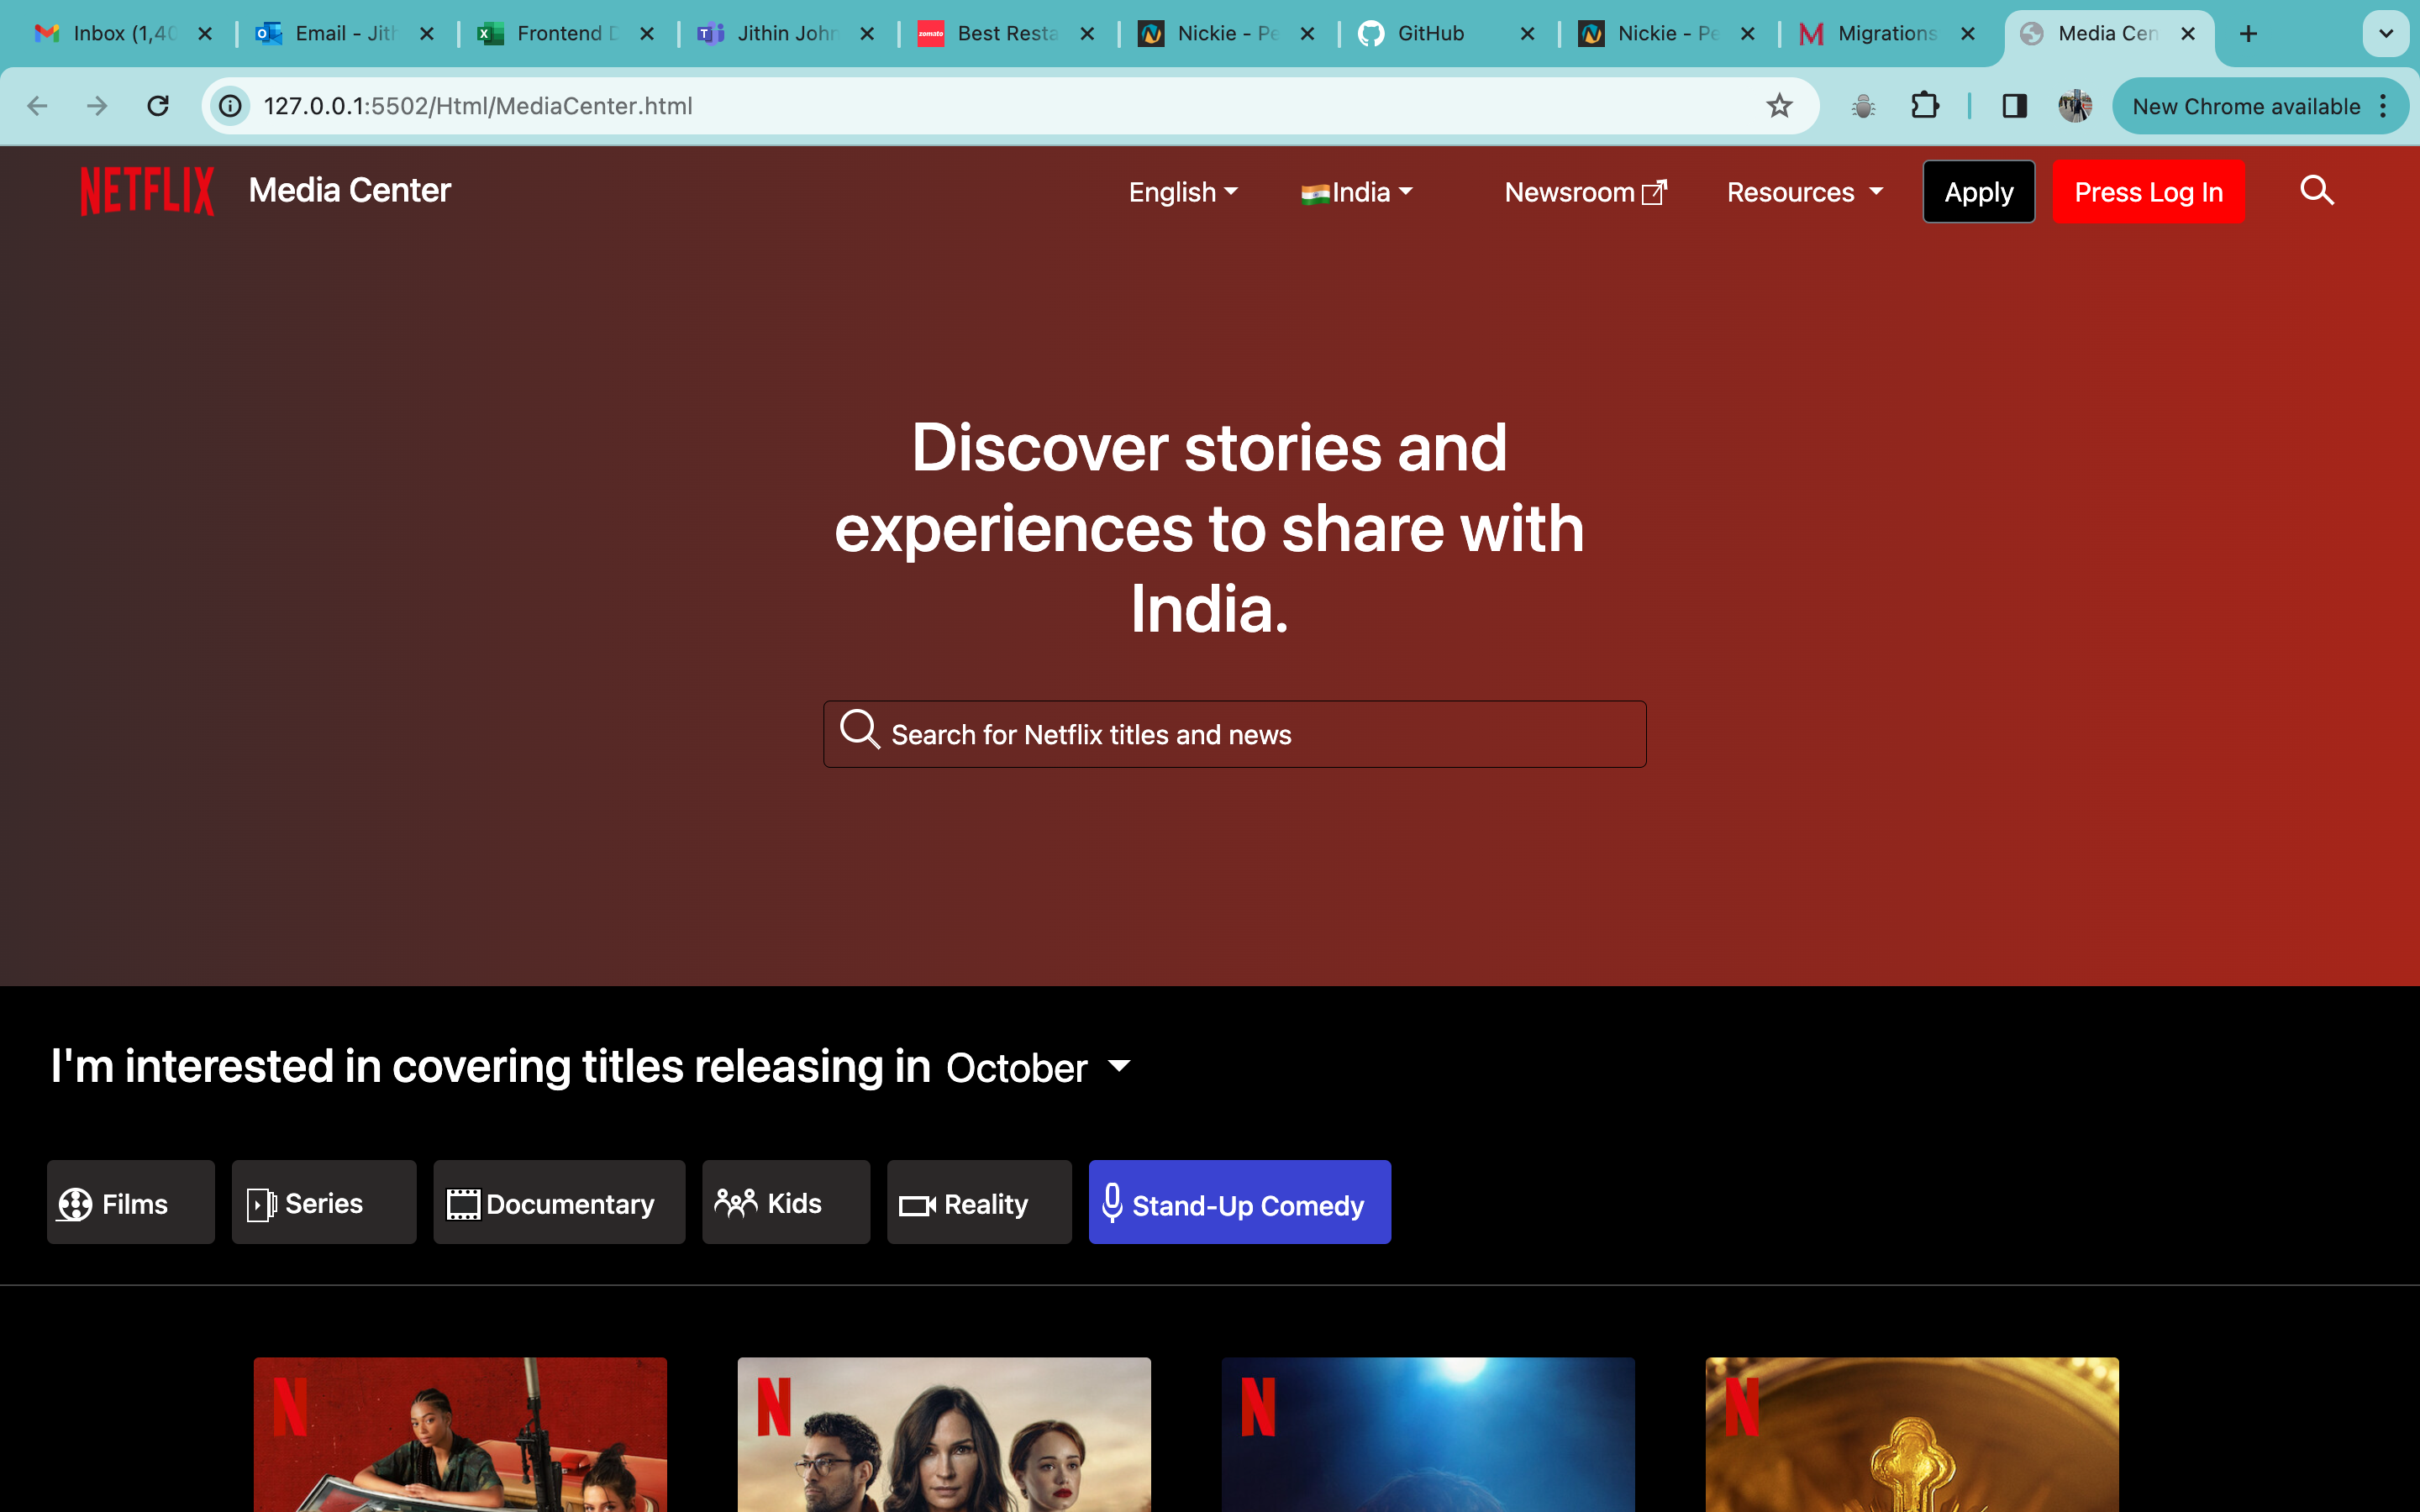 Inbox (1,40
Email - Jith
Frontend D
Jithin John
zomato
Best Resta
Nickie - Pe
GitHub
Nickie - Pe
Migrations
Media Cen
127.0.0.1:5502/Html/MediaCenter.html
New Chrome available
NETFLIX
Media Center
English
India
Newsroom
Resources
Apply
Press Log In
Discover stories and
experiences to share with
India.
Search for Netflix titles and news
I'm interested in covering titles releasing in October
Films
Series
Documentary
Kids
Reality
Stand-Up Comedy
N
N
N
N